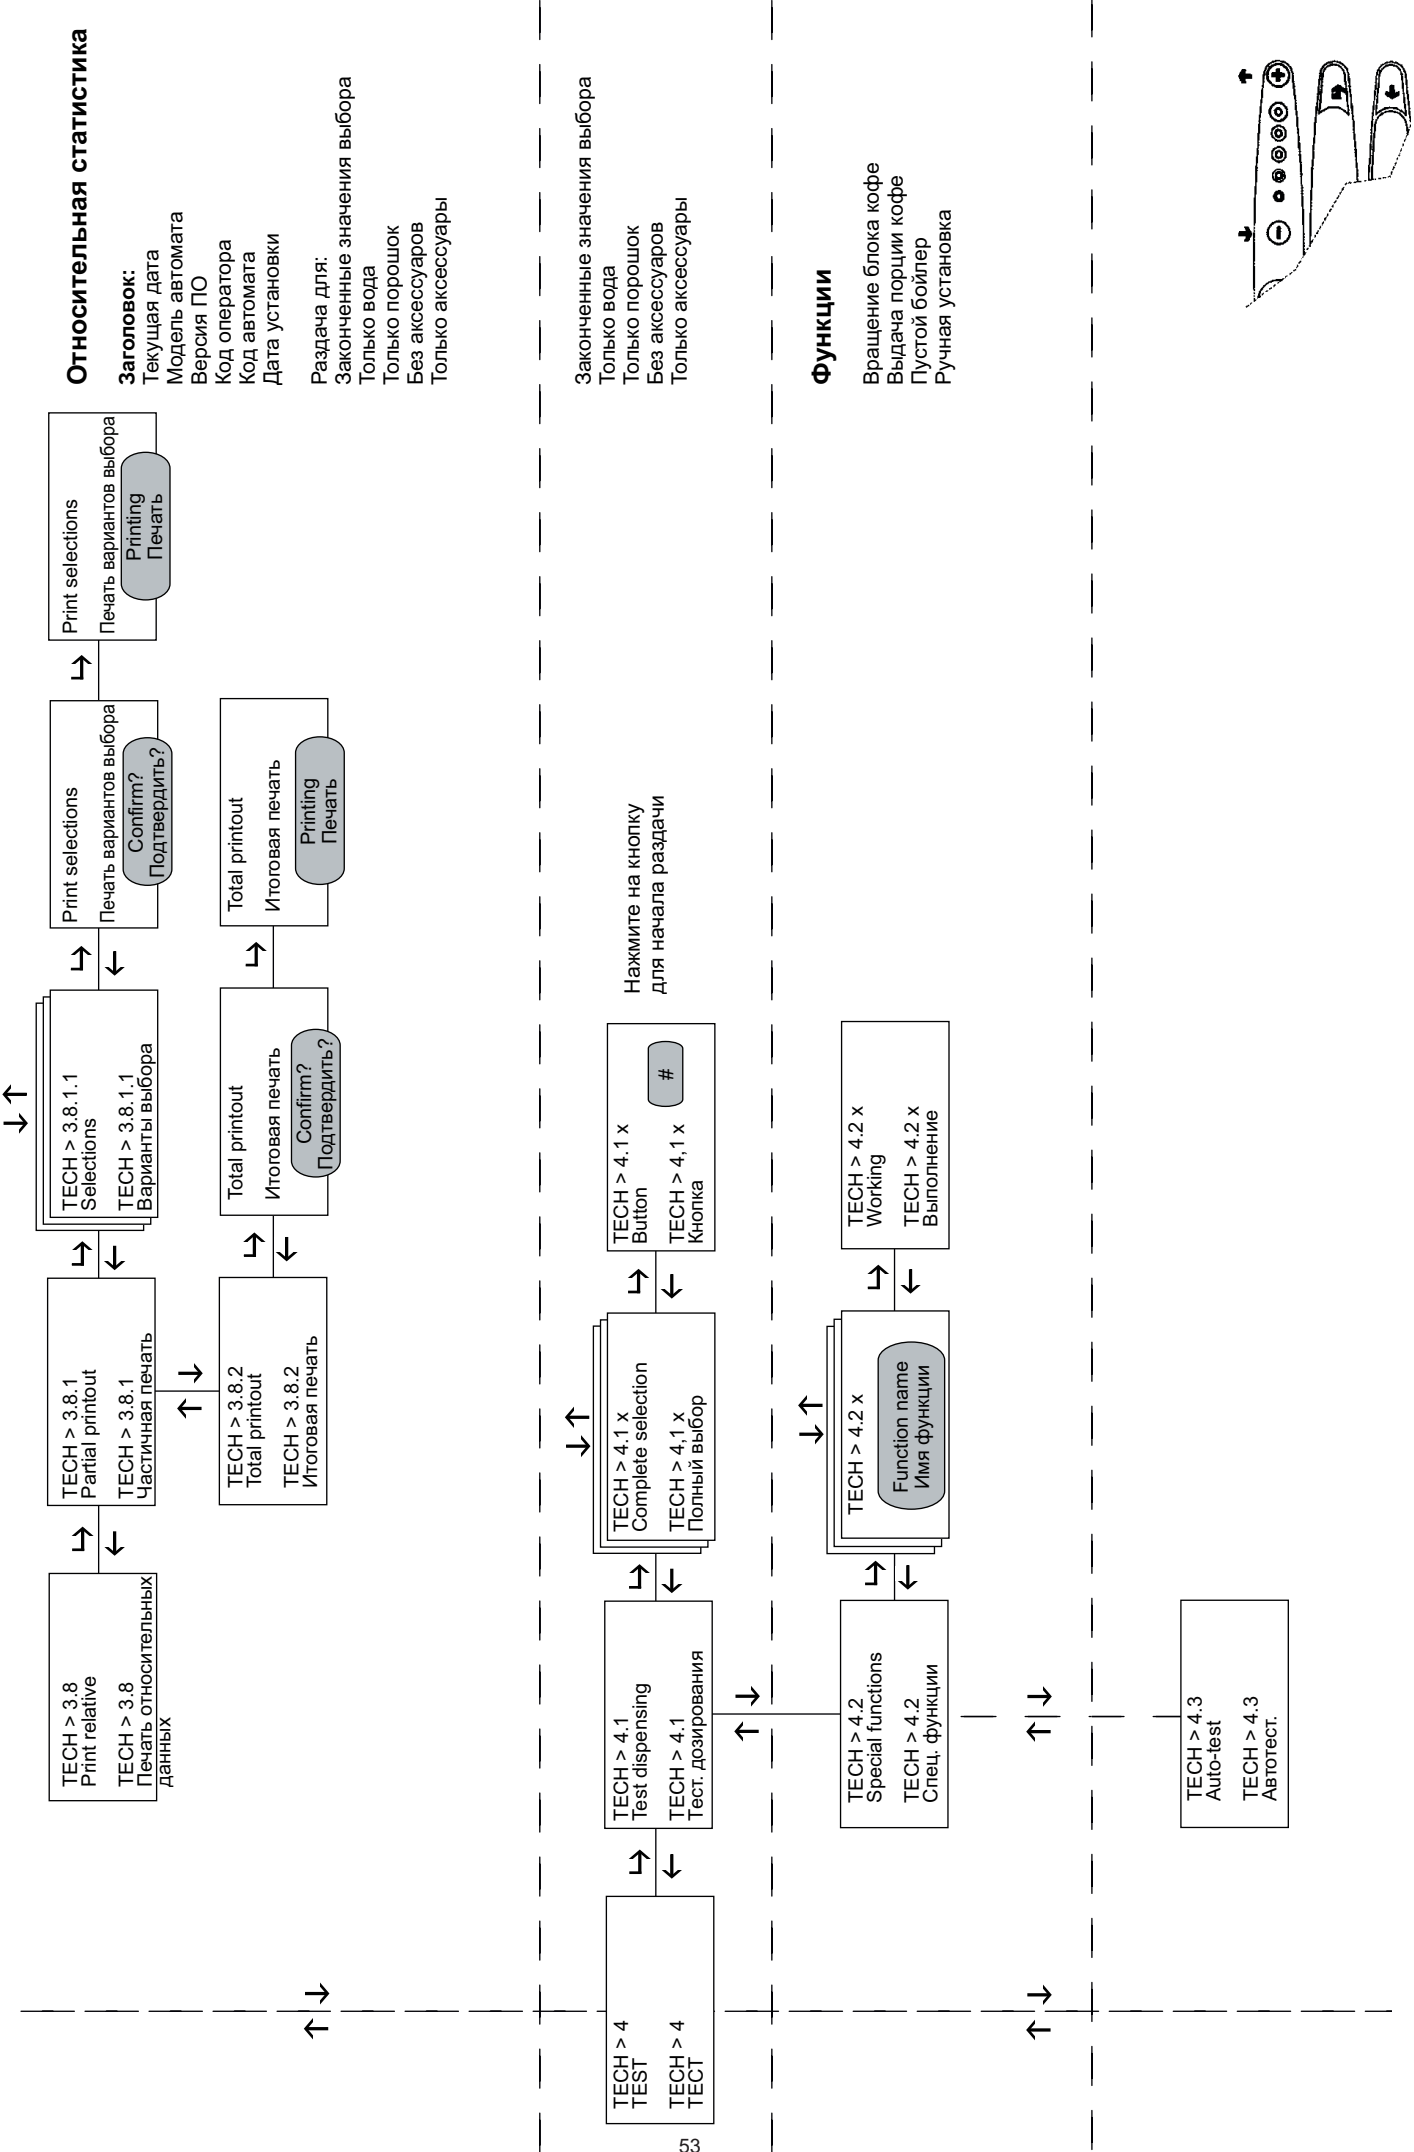 TECH > 3.8
Print relative
TECH > 3.8
Печать относительных
данных
TECH > 3.8.1
Partial printout
TECH > 3.8.1
Частичная печать
TECH > 3.8.1.1
Selections
TECH > 3.8.1.1
Варианты выбора
Print selections
Печать вариантов выбора
Confirm?
Подтвердить?
Print selections
Печать вариантов выбора
Printing
Печать
Относительная статистика
Заголовок:
Текущая дата
Модель автомата
Версия ПО
Код оператора
Код автомата
Дата установки
Раздача для:
Законченные значения выбора
Только вода
Только порошок
Без аксессуаров
Только аксессуары
TECH > 3.8.2
Total printout
TECH > 3.8.2
Итоговая печать
Total printout
Итоговая печать
Confirm?
Подтвердить?
Total printout
Итоговая печать
Printing
Печать
TECH > 4
TEST
TECH > 4
ТЕСТ
TECH > 4.1
Test dispensing
TECH > 4.1
Тест. дозирования
TECH > 4.1 x
Complete selection
TECH > 4,1 x
Полный выбор
TECH > 4.1 x
Button
TECH > 4,1 x
Кнопка
#
Нажмите на кнопку
для начала раздачи
Законченные значения выбора
Только вода
Только порошок
Без аксессуаров
Только аксессуары
TECH > 4.2
Special functions
TECH > 4.2
Спец. функции
TECH > 4.2 x
Function name
Имя функции
TECH > 4.2 x
Working
TECH > 4.2 x
Выполнение
Функции
Вращение блока кофе
Выдача порции кофе
Пустой бойлер
Ручная установка
TECH > 4.3
Auto-test
TECH > 4.3
Автотест.
53